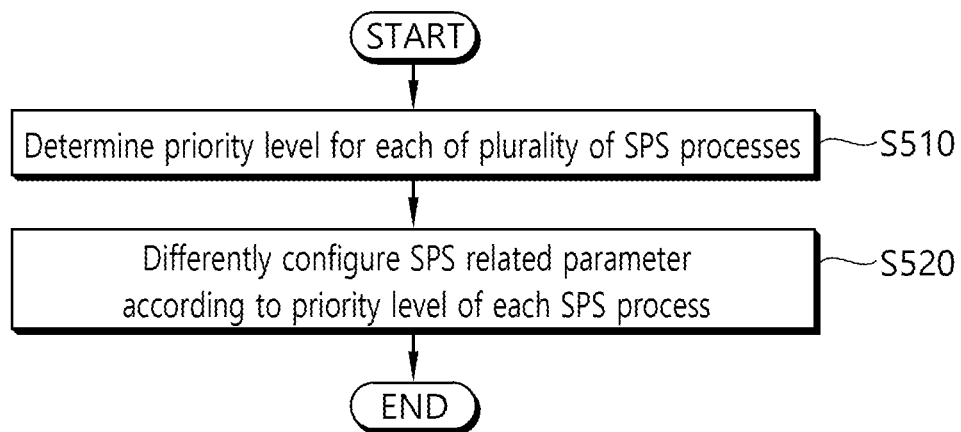 START
Determine priority level for each of plurality of SPS processes
S510
Differently configure SPS related parameter
according to priority level of each SPS process
S520
END